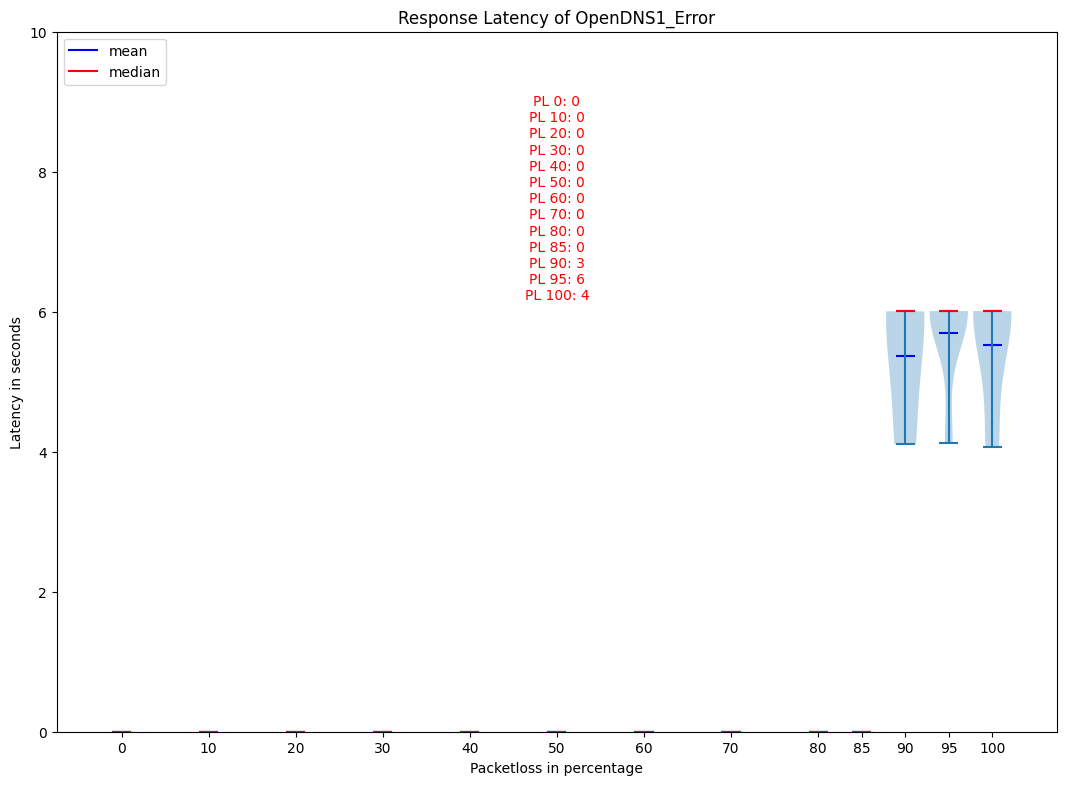 Response Latency of OpenDNS1_Error
10
mean
median
PL 0: 0
PL 10: 0
PL 20: 0
PL 30: 0
PL 40: 0
PL 50: 0
PL 60: 0
PL 70: 0
PL 80: 0
PL 85: 0
PL 90: 3
PL 95: 6
PL 100: 4
8
6
4
2
0
Latency in seconds
0 10 20 30 40 50 60 70 80 85 90 95 100
Packetloss in percentage